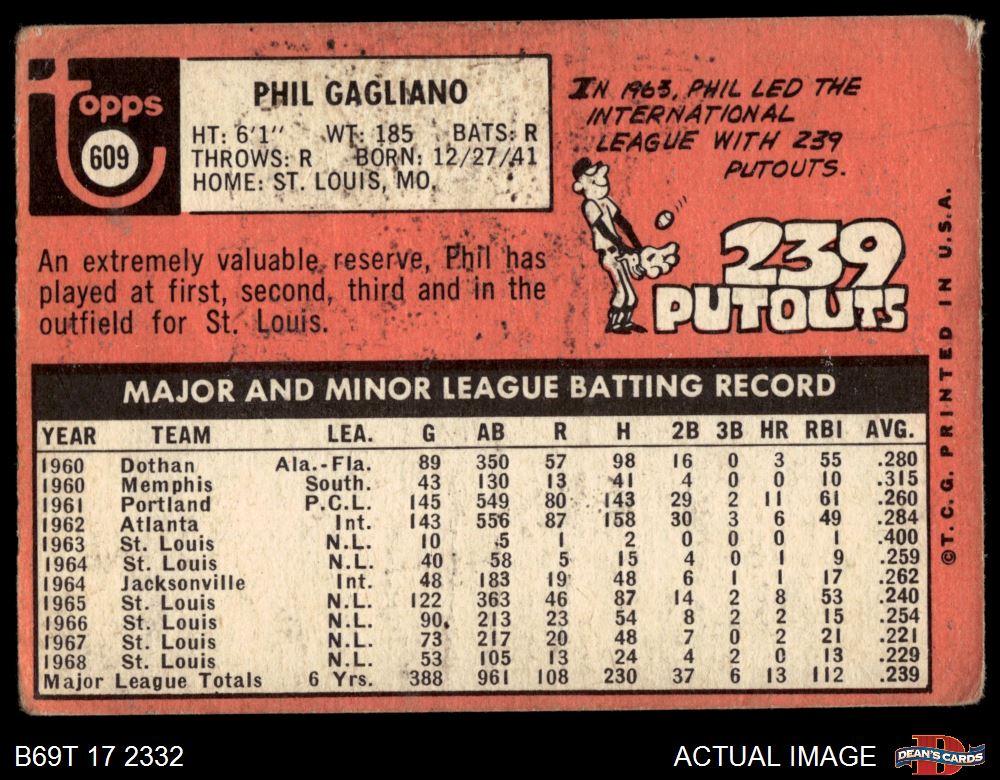 Topps
609
PHIL GAGLIANO
HT: 6'1" WT: 185 BATS: R
THROWS: R BORN: 12/27/41
HOME: ST. LOUIS, MO.
IN 1963, PHIL LED THE
INTERNATIONAL
LEAGUE WITH 239
PUTOUTS.
239
PUTOUTS
An extremely valuable reserve, Phil has
played at first, second, third and in the
outfield for St. Louis.
MAJOR AND MINOR LEAGUE BATTING RECORD
YEAR TEAM LEA. G AB R H 2B 3B HR RBI AVG.
1960 Dothan Ala.-Fla. 89 350 57 98 16 0 3 55 .280
1960 Memphis South. 43 130 13 41 4 0 0 10 .315
1961 Portland P.C.L. 145 549 80 143 29 2 11 61 .260
1962 Atlanta Int. 143 556 87 158 30 3 6 49 .284
1963 St. Louis N.L. 10 5 1 2 0 0 0 1 .400
1964 St. Louis N.L. 40 58 5 15 4 0 1 9 .259
1964 Jacksonville Int. 48 183 19 48 6 1 1 17 .262
1965 St. Louis N.L. 122 363 46 87 14 2 8 53 .240
1966 St. Louis N.L. 90 213 23 54 8 2 2 15 .254
1967 St. Louis N.L. 73 217 20 48 7 0 2 21 .221
1968 St. Louis N.L. 53 105 13 24 4 2 0 13 .229
Major League Totals 6 Yrs. 388 961 108 230 37 6 13 112 .239
©T.C.G. PRINTED IN U.S.A.
B69T 17 2332
ACTUAL IMAGE
D
DEAN'S CARDS